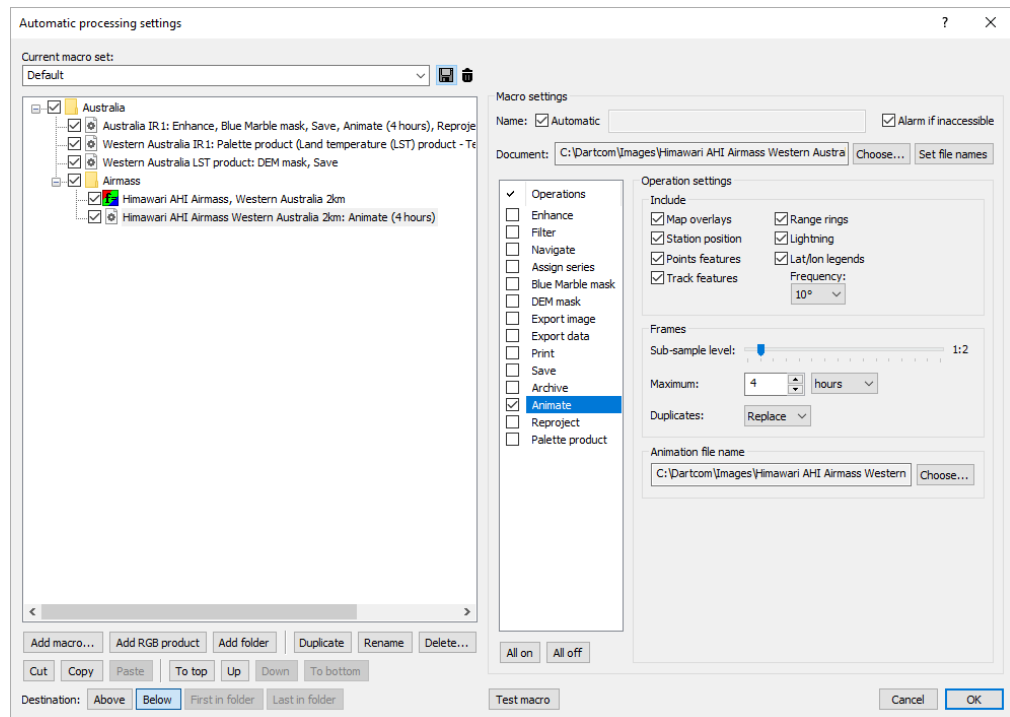 Automatic processing settings
?
Current macro set:
Default
Australia
Australia IR1: Enhance, Blue Marble mask, Save, Animate (4 hours), Reproje
Western Australia IR1: Palette product (Land temperature (LST) product - Te
Western Australia LST product: DEM mask, Save
Airmass
Himawari AHI Airmass, Western Australia 2km
Himawari AHI Airmass Western Australia 2km: Animate (4 hours)
Add macro... Add RGB product Add folder Duplicate Rename Delete...
Cut Copy Paste To top Up Down To bottom
Destination: Above Below First in folder Last in folder
Macro settings
Name: Automatic Alarm if inaccessible
Document: C:\Dartcom\Images\Himawari AHI Airmass Western Austra Choose... Set file names
Operations
Enhance
Filter
Navigate
Assign series
Blue Marble mask
DEM mask
Export image
Export data
Print
Save
Archive
Animate
Reproject
Palette product
All on All off
Operation settings
Include
Map overlays Range rings
Station position Lightning
Points features Lat/lon legends
Track features Frequency:
10°
Frames
Sub-sample level: 1:2
Maximum: 4 hours
Duplicates: Replace
Animation file name
C:\Dartcom\Images\Himawari AHI Airmass Western Choose...
Test macro Cancel OK